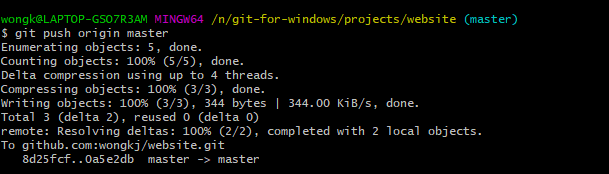 wongk@LAPTOP-GSO7R3AM MINGW64 /n/git-for-windows/projects/website (master)
$ git push origin master
Enumerating objects: 5, done.
Counting objects: 100% (5/5), done.
Delta compression using up to 4 threads.
Compressing objects: 100% (3/3), done.
Writing objects: 100% (3/3), 344 bytes | 344.00 KiB/s, done.
Total 3 (delta 2), reused 0 (delta 0)
remote: Resolving deltas: 100% (2/2), completed with 2 local objects.
To github.com:wongkj/website.git
   8d25fcf..0a5e2db  master -> master